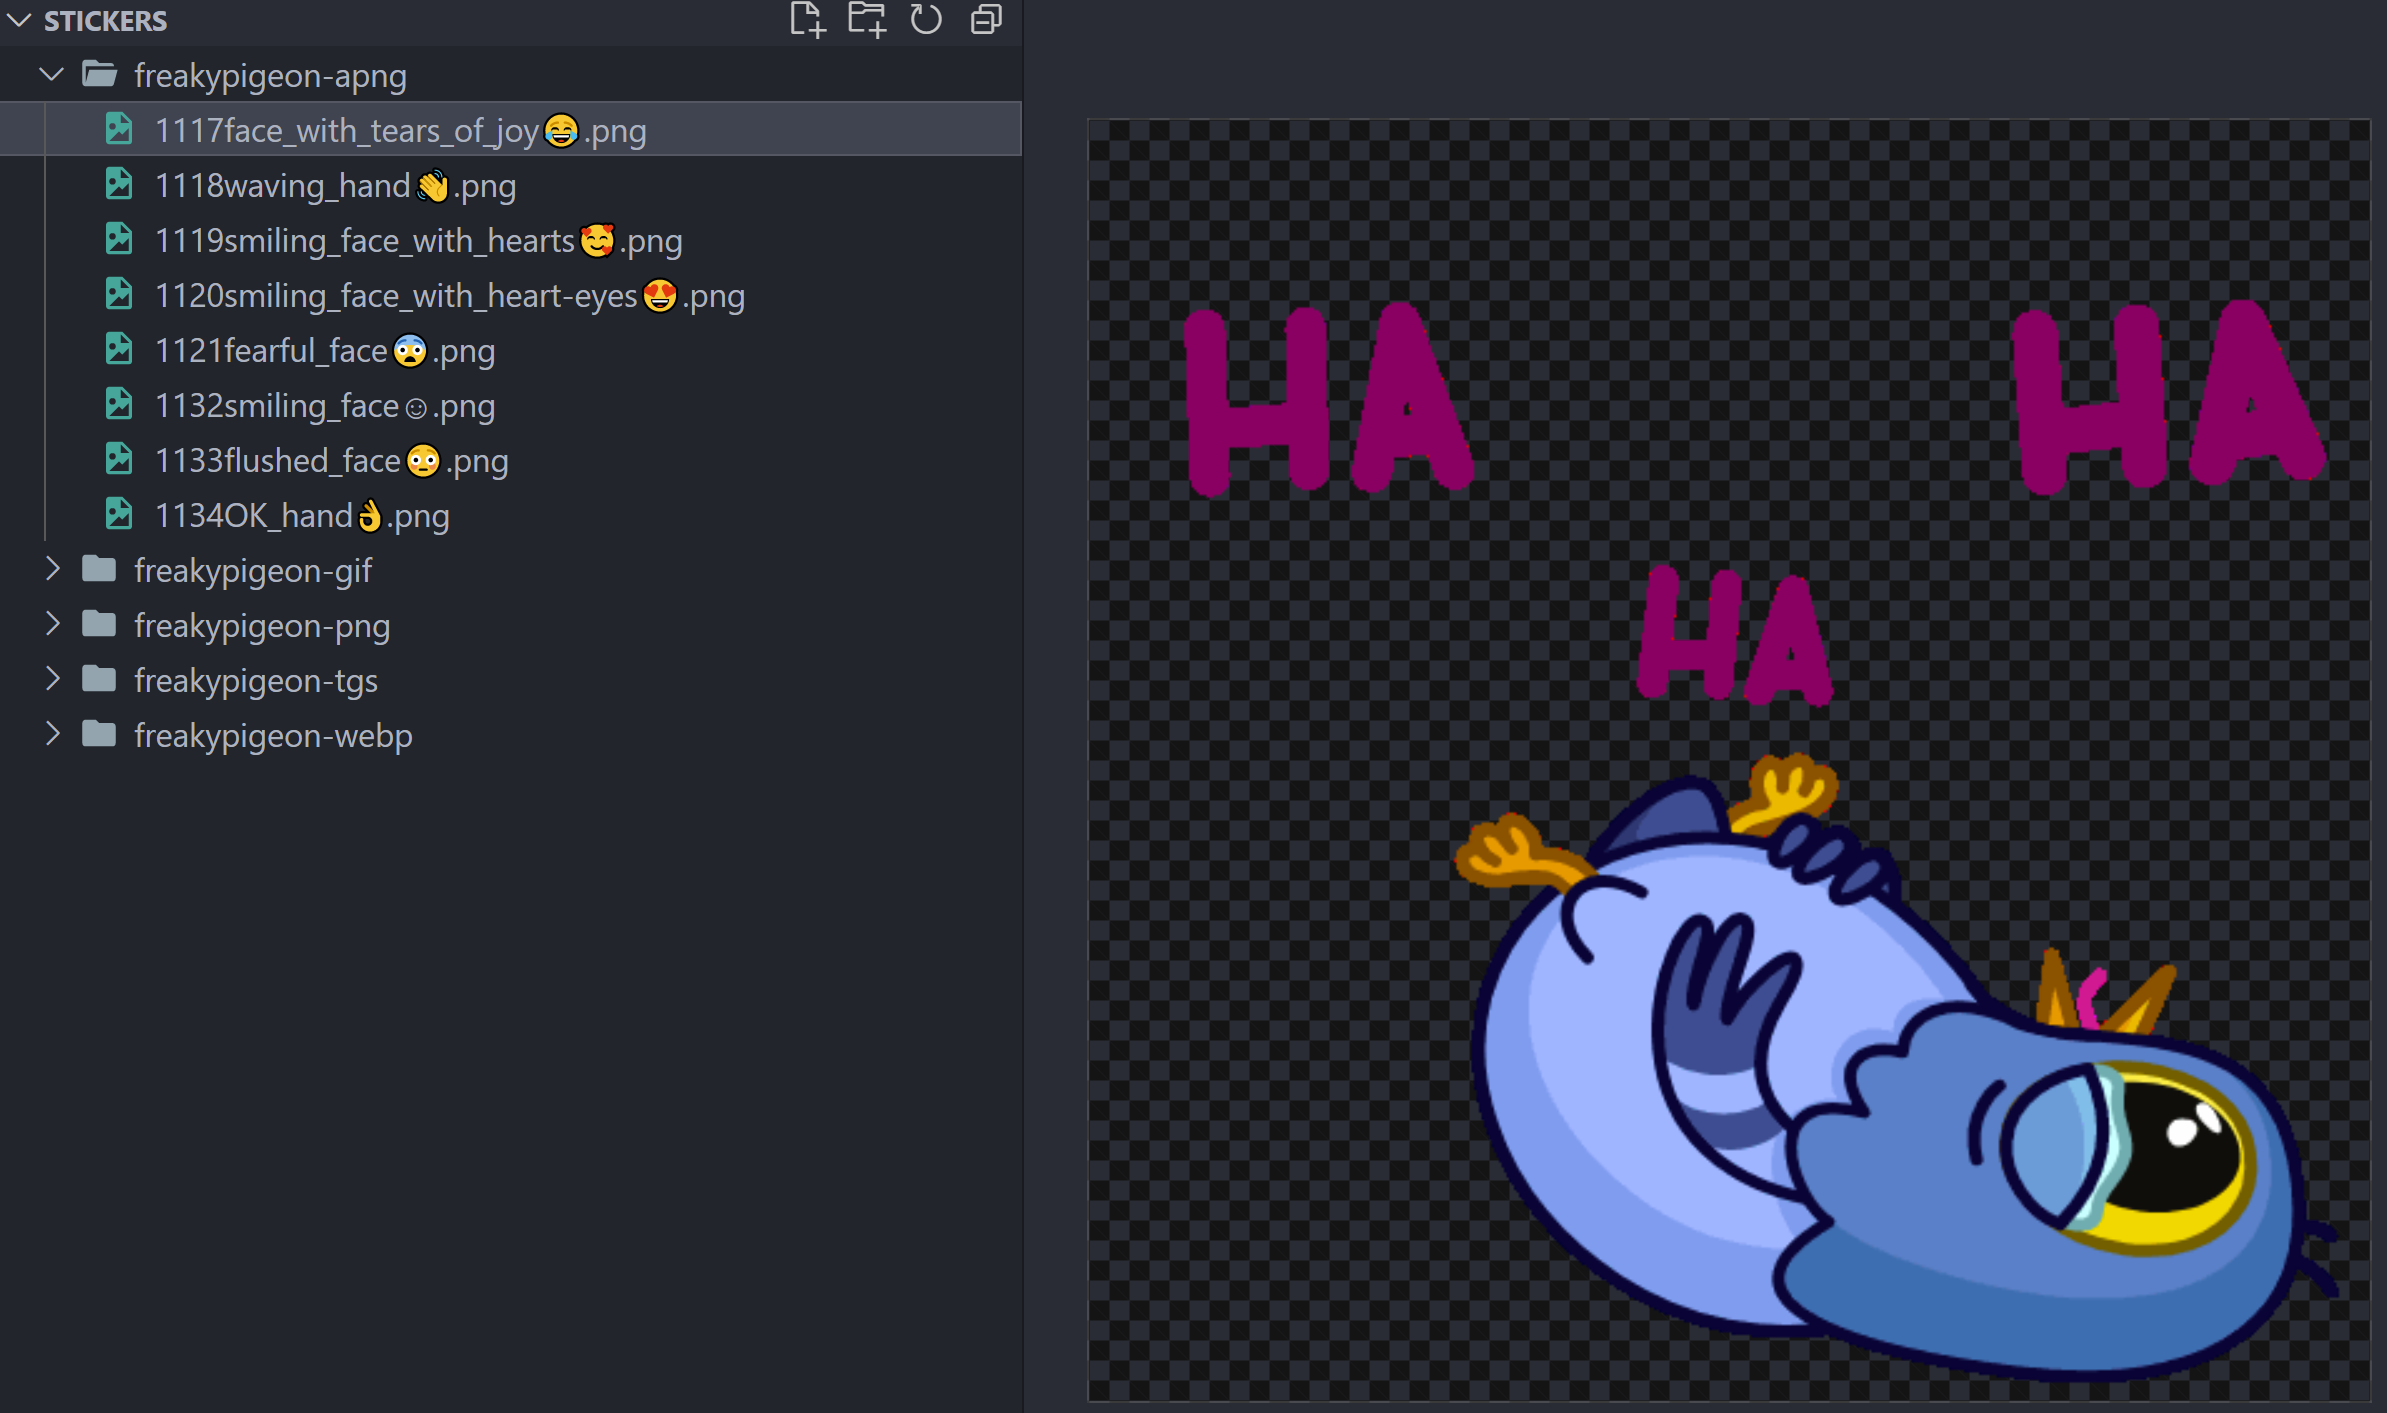 STICKERS
freakypigeon-apng
1117face_with_tears_of_joy😂.png
1118waving_hand👋.png
1119smiling_face_with_hearts🥰.png
1120smiling_face_with_heart-eyes😍.png
1121fearful_face😨.png
1132smiling_face☺.png
1133flushed_face😳.png
1134OK_hand👌.png
freakypigeon-gif
freakypigeon-png
freakypigeon-tgs
freakypigeon-webp
HA HA
HA